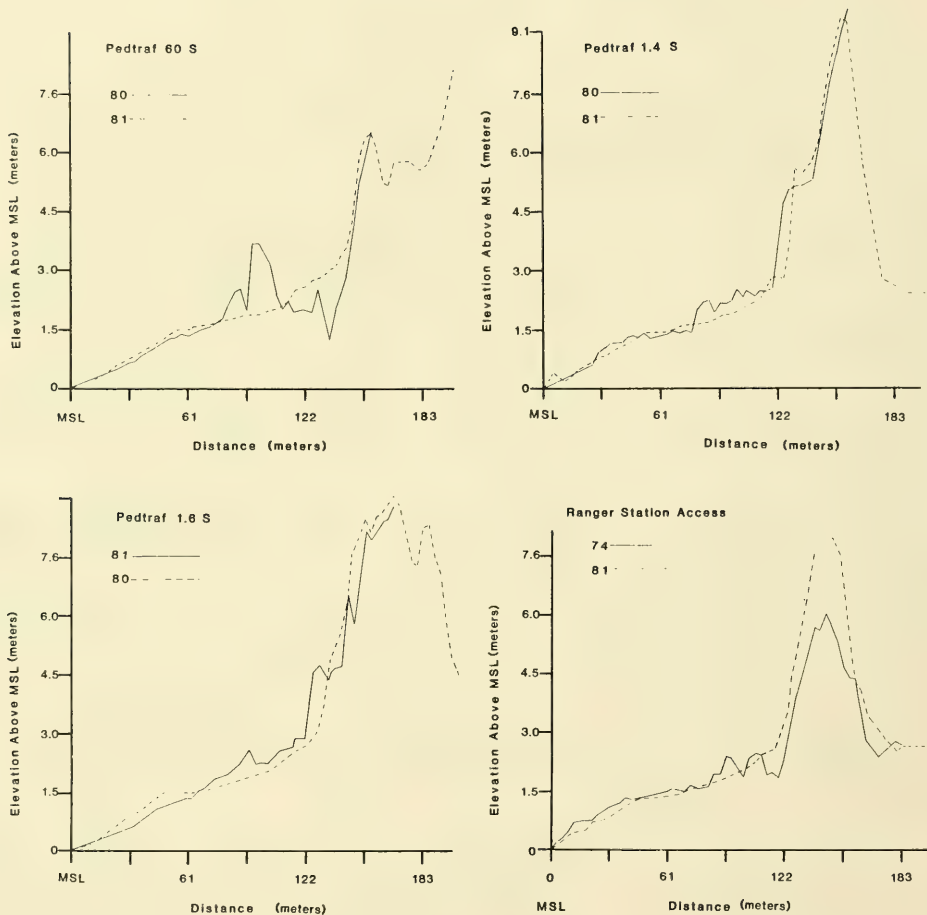 Pedtraf 60 S
80
81
7.6
6.0
4.5
3.0
1.5
0
Elevation Above MSL (meters)
MSL
61
122
183
Distance (meters)
Pedtraf 1.4 S
80
81
9.1
7.6
6.0
4.5
3.0
1.5
0
Elevation Above MSL (meters)
MSL
61
122
183
Distance (meters)
Pedtraf 1.6 S
81
80
7.6
6.0
4.5
3.0
1.5
0
Elevation Above MSL (meters)
MSL
61
122
183
Distance (meters)
Ranger Station Access
74
81
7.6
6.0
4.5
3.0
1.5
0
Elevation Above MSL (meters)
0
61
122
183
MSL
Distance (meters)